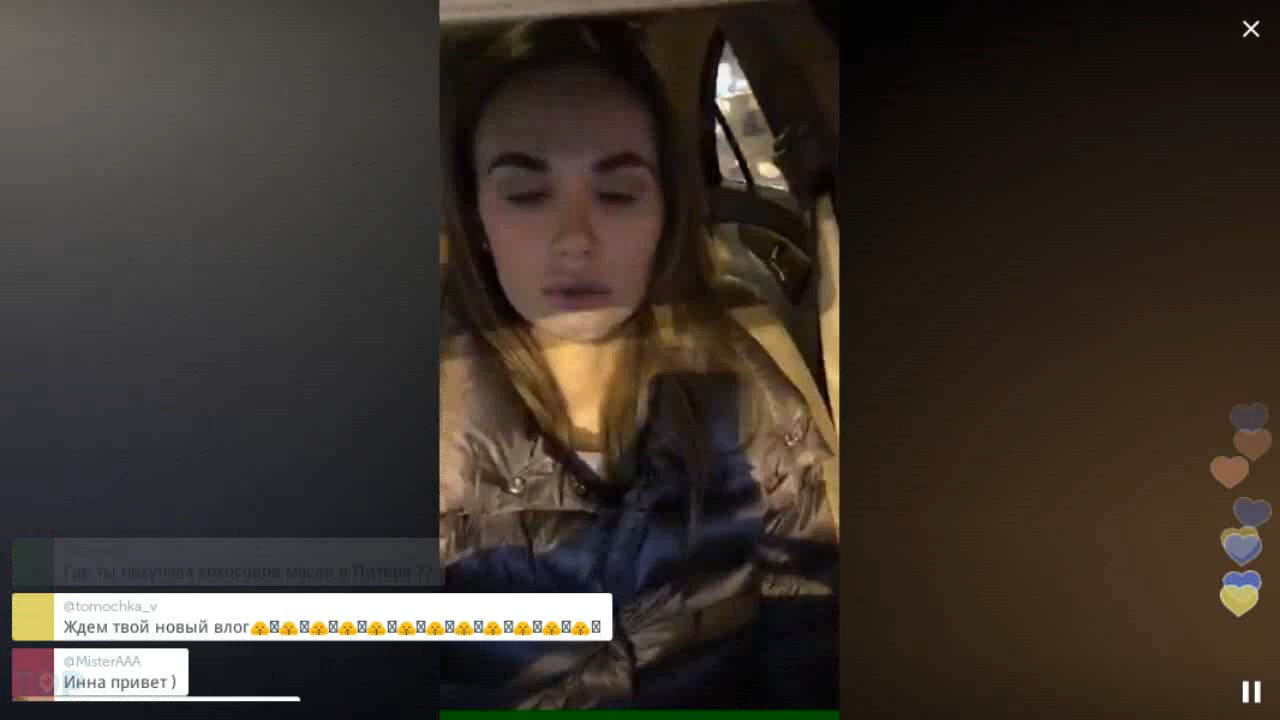 Где ты покупала кокосовое масло в Питере ??
@tomochka_v
Ждем твой новый влог
@MisterAAA
Инна привет )